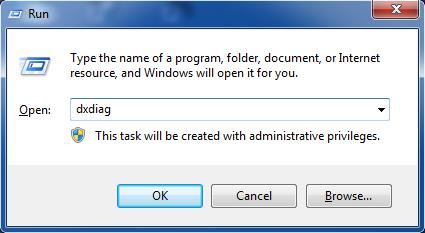 Run
Type the name of a program, folder, document, or Internet
resource, and Windows will open it for you.
Open: dxdiag
This task will be created with administrative privileges.
OK Cancel Browse...